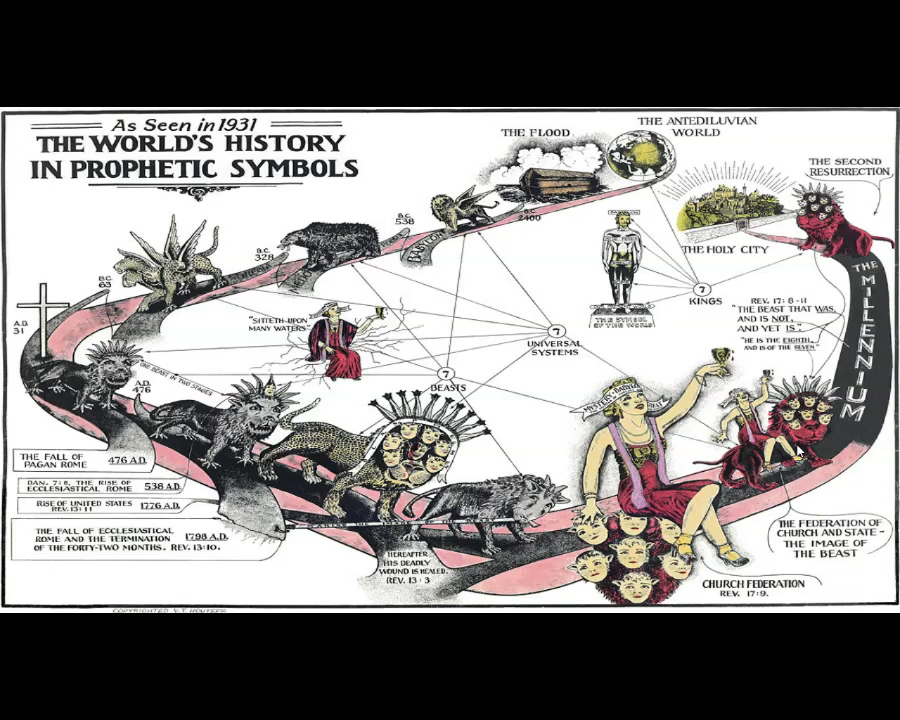 As Seen in 1931
THE WORLD'S HISTORY
IN PROPHETIC SYMBOLS
THE FLOOD
THE ANTEDILUVIAN
WORLD
THE SECOND
RESURRECTION
B.C.
2400
B.C.
538
B.C.
328
B.C.
63
A.D.
31
THE HOLY CITY
7
KINGS
THE SYMBOL
OF THE WORLD
REV. 17:8-11
"THE BEAST THAT WAS,
AND IS NOT,
AND YET IS."
"HE IS THE EIGHTH,
AND IS OF THE SEVEN"
THE MILLENNIUM
"SITTETH UPON
MANY WATERS"
7
UNIVERSAL
SYSTEMS
7
BEASTS
ONE BEAST IN TWO STAGES
A.D.
476
THE FALL OF
PAGAN ROME
476 A.D.
DAN. 7:8, THE RISE OF
ECCLESIASTICAL ROME
538 A.D.
RISE OF UNITED STATES
REV. 13:11
1776 A.D.
THE FALL OF ECCLESIASTICAL
ROME AND THE TERMINATION
OF THE FORTY-TWO MONTHS. REV. 13:10.
1798 A.D.
HEREAFTER:
HIS DEADLY
WOUND IS HEALED.
REV. 13:3
THE FEDERATION OF
CHURCH AND STATE-
THE IMAGE OF
THE BEAST
CHURCH FEDERATION
REV. 17:9.
COPYRIGHTED V.T. HOUTEFF